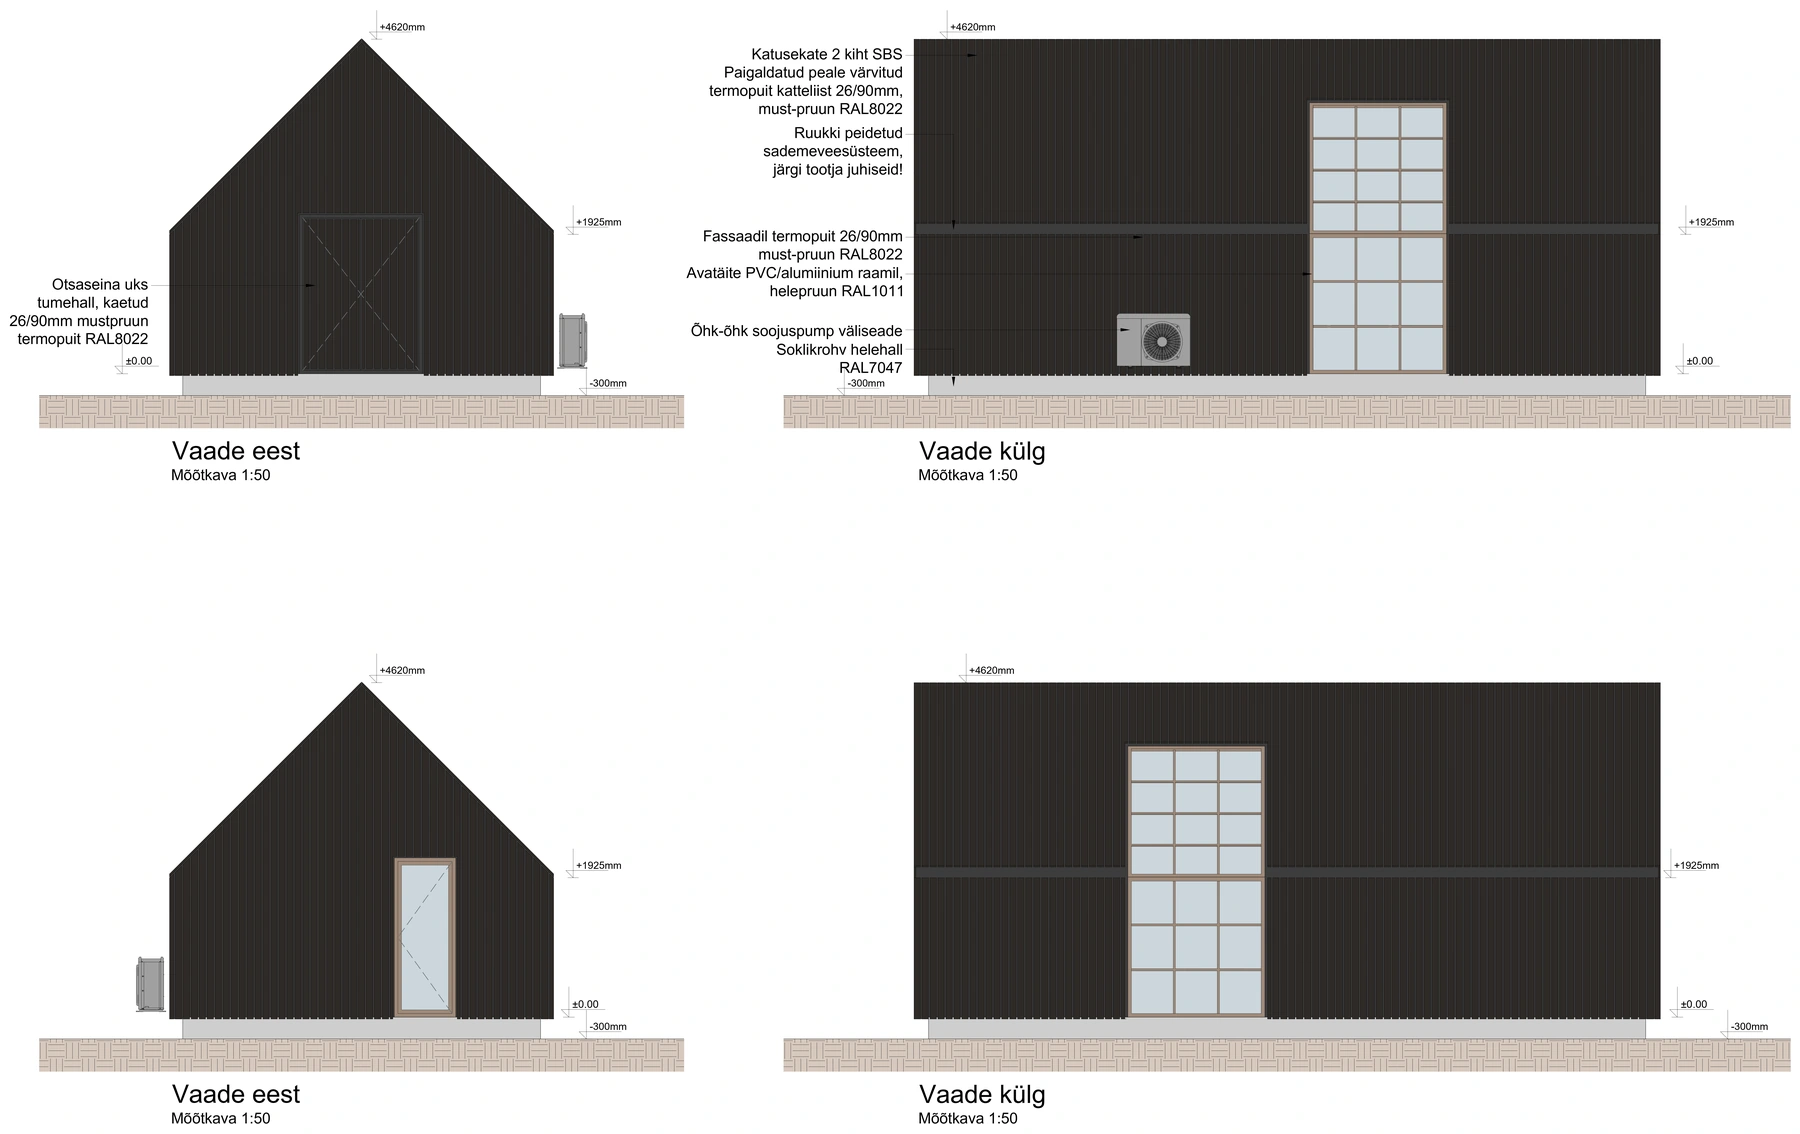 +4620mm
+1925mm
Otsaseina uks
tumehall, kaetud
26/90mm mustpruun
termopuit RAL8022
±0.00
-300mm
Vaade eest
Mõõtkava 1:50
+4620mm
Katusekate 2 kiht SBS
Paigaldatud peale värvitud
termopuit katteliist 26/90mm,
must-pruun RAL8022
Ruukki peidetud
sademeveesüsteem,
järgi tootja juhiseid!
+1925mm
Fassaadil termopuit 26/90mm
must-pruun RAL8022
Avatäite PVC/alumiinium raamil,
helepruun RAL1011
Õhk-õhk soojuspump väliseade
Soklikrohv helehall
RAL7047
±0.00
-300mm
Vaade külg
Mõõtkava 1:50
+4620mm
+1925mm
±0.00
-300mm
Vaade eest
Mõõtkava 1:50
+4620mm
+1925mm
±0.00
-300mm
Vaade külg
Mõõtkava 1:50